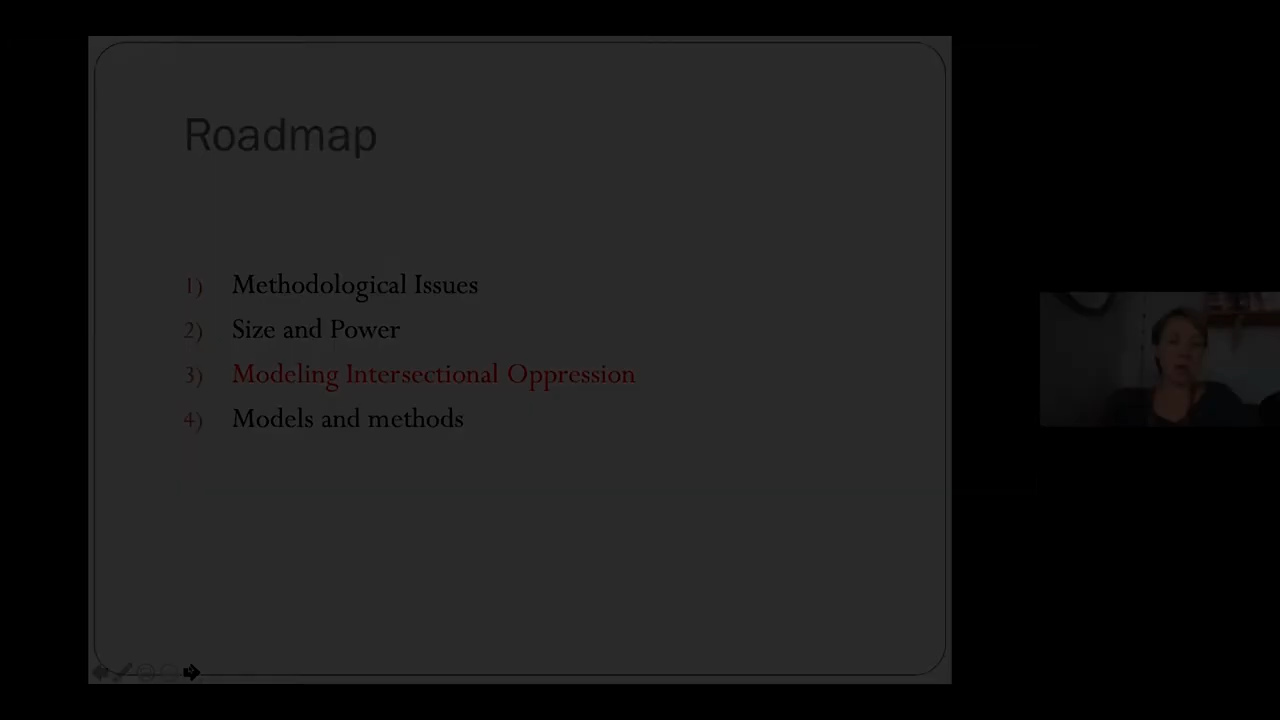 Roadmap
1) Methodological Issues
2) Size and Power
3) Modeling Intersectional Oppression
4) Models and methods